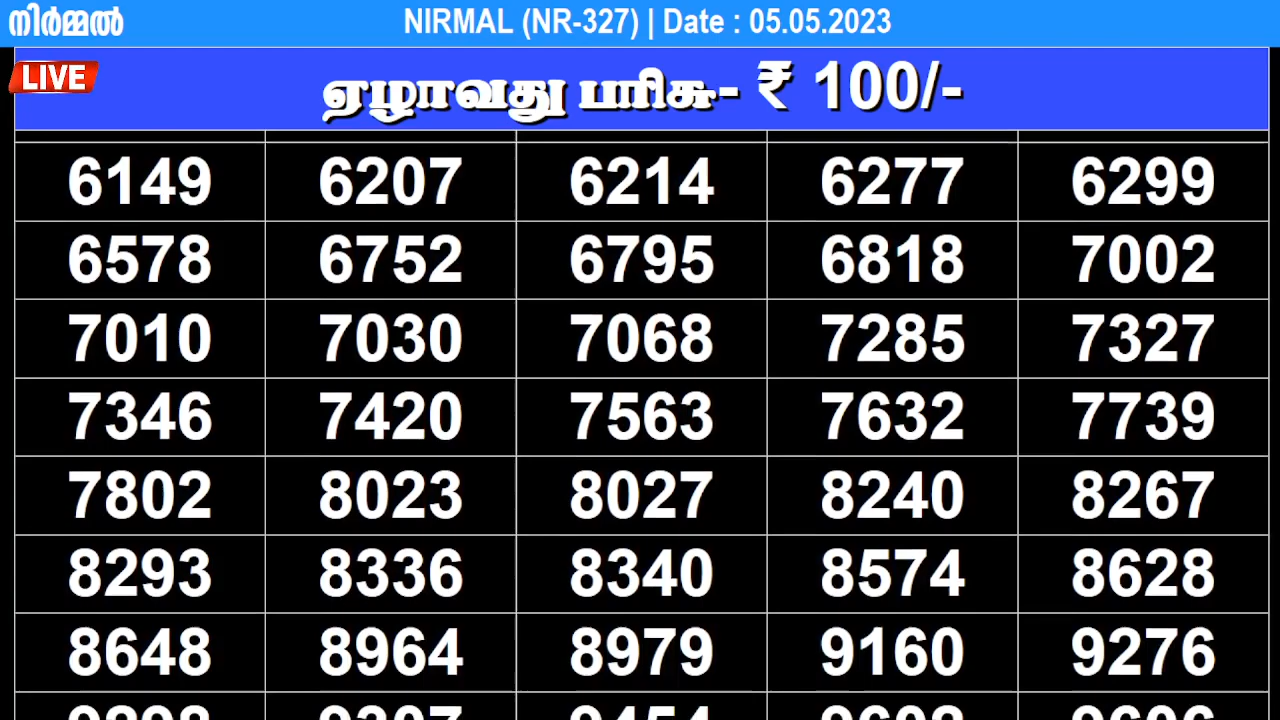 നിർമ്മൽ NIRMAL (NR-327) | Date : 05.05.2023
LIVE
ஏழாவது பரிசு- ₹ 100/-
6149 6207 6214 6277 6299
6578 6752 6795 6818 7002
7010 7030 7068 7285 7327
7346 7420 7563 7632 7739
7802 8023 8027 8240 8267
8293 8336 8340 8574 8628
8648 8964 8979 9160 9276